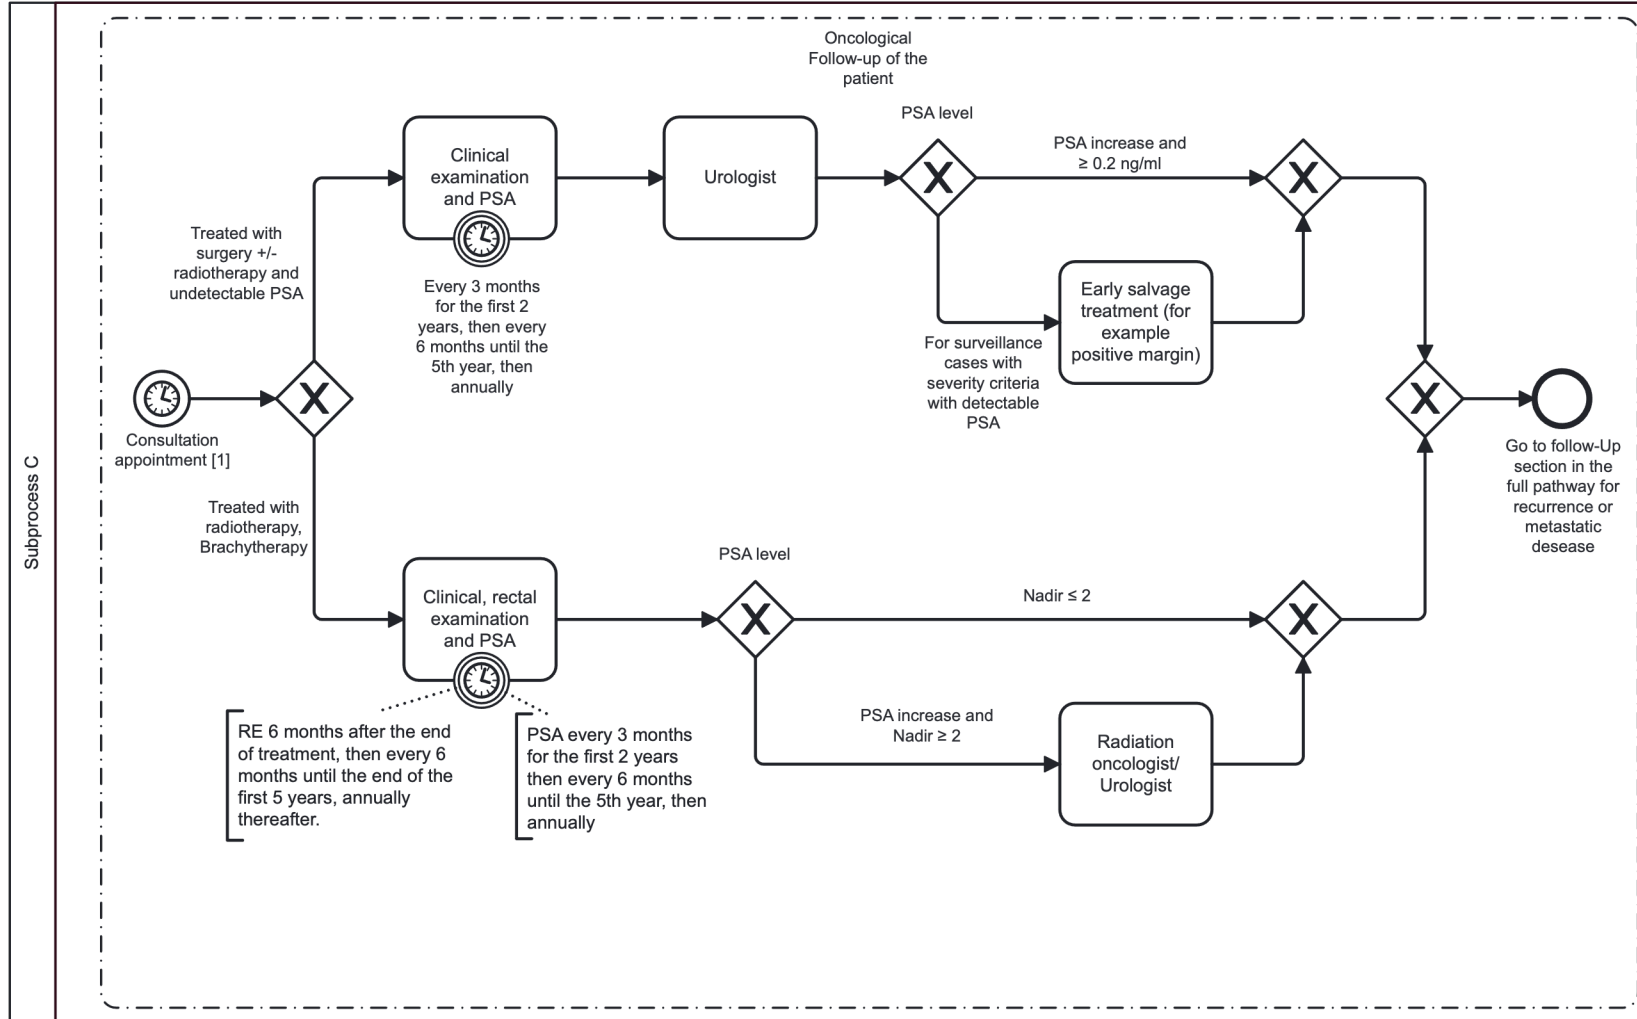 Subprocess C
Oncological
Follow-up of the
patient
Clinical
examination
and PSA
Urologist
PSA level
PSA increase and
≥ 0.2 ng/ml
Treated with
surgery +/-
radiotherapy and
undetectable PSA
Every 3 months
for the first 2
years, then every
6 months until the
5th year, then
annually
Early salvage
treatment (for
example
positive margin)
For surveillance
cases with
severity criteria
with detectable
PSA
X
X
X
X
Consultation
appointment [1]
Go to follow-Up
section in the
full pathway for
recurrence or
metastatic
desease
Treated with
radiotherapy,
Brachytherapy
Clinical, rectal
examination
and PSA
PSA level
X
Nadir ≤ 2
X
RE 6 months after the end
of treatment, then every 6
months until the end of the
first 5 years, annually
thereafter.
PSA every 3 months
for the first 2 years
then every 6 months
until the 5th year, then
annually
PSA increase and
Nadir ≥ 2
Radiation
oncologist/
Urologist